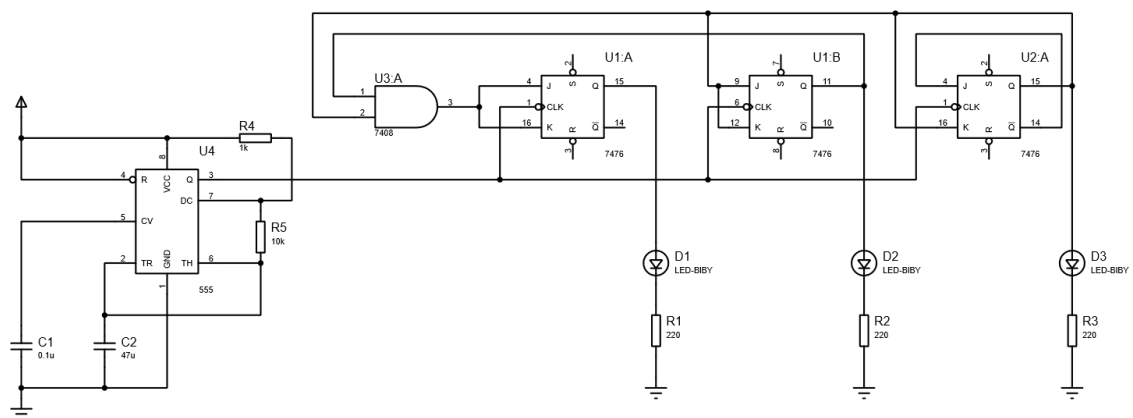 U1:A
U1:B
U2:A
U3:A
2
7
2
4 J S Q 15
9 J S Q 11
4 J S Q 15
1
3
1 CLK
6 CLK
1 CLK
2
16 K R Q 14
12 K R Q 10
16 K R Q 14
7408
3
7476
8
7476
3
7476
R4
1k
U4
8
4 R VCC Q 3
DC 7
5 CV
R5
10k
2 TR GND TH 6
1
555
D1
LED-BIBY
D2
LED-BIBY
D3
LED-BIBY
C1
0.1u
C2
47u
R1
220
R2
220
R3
220